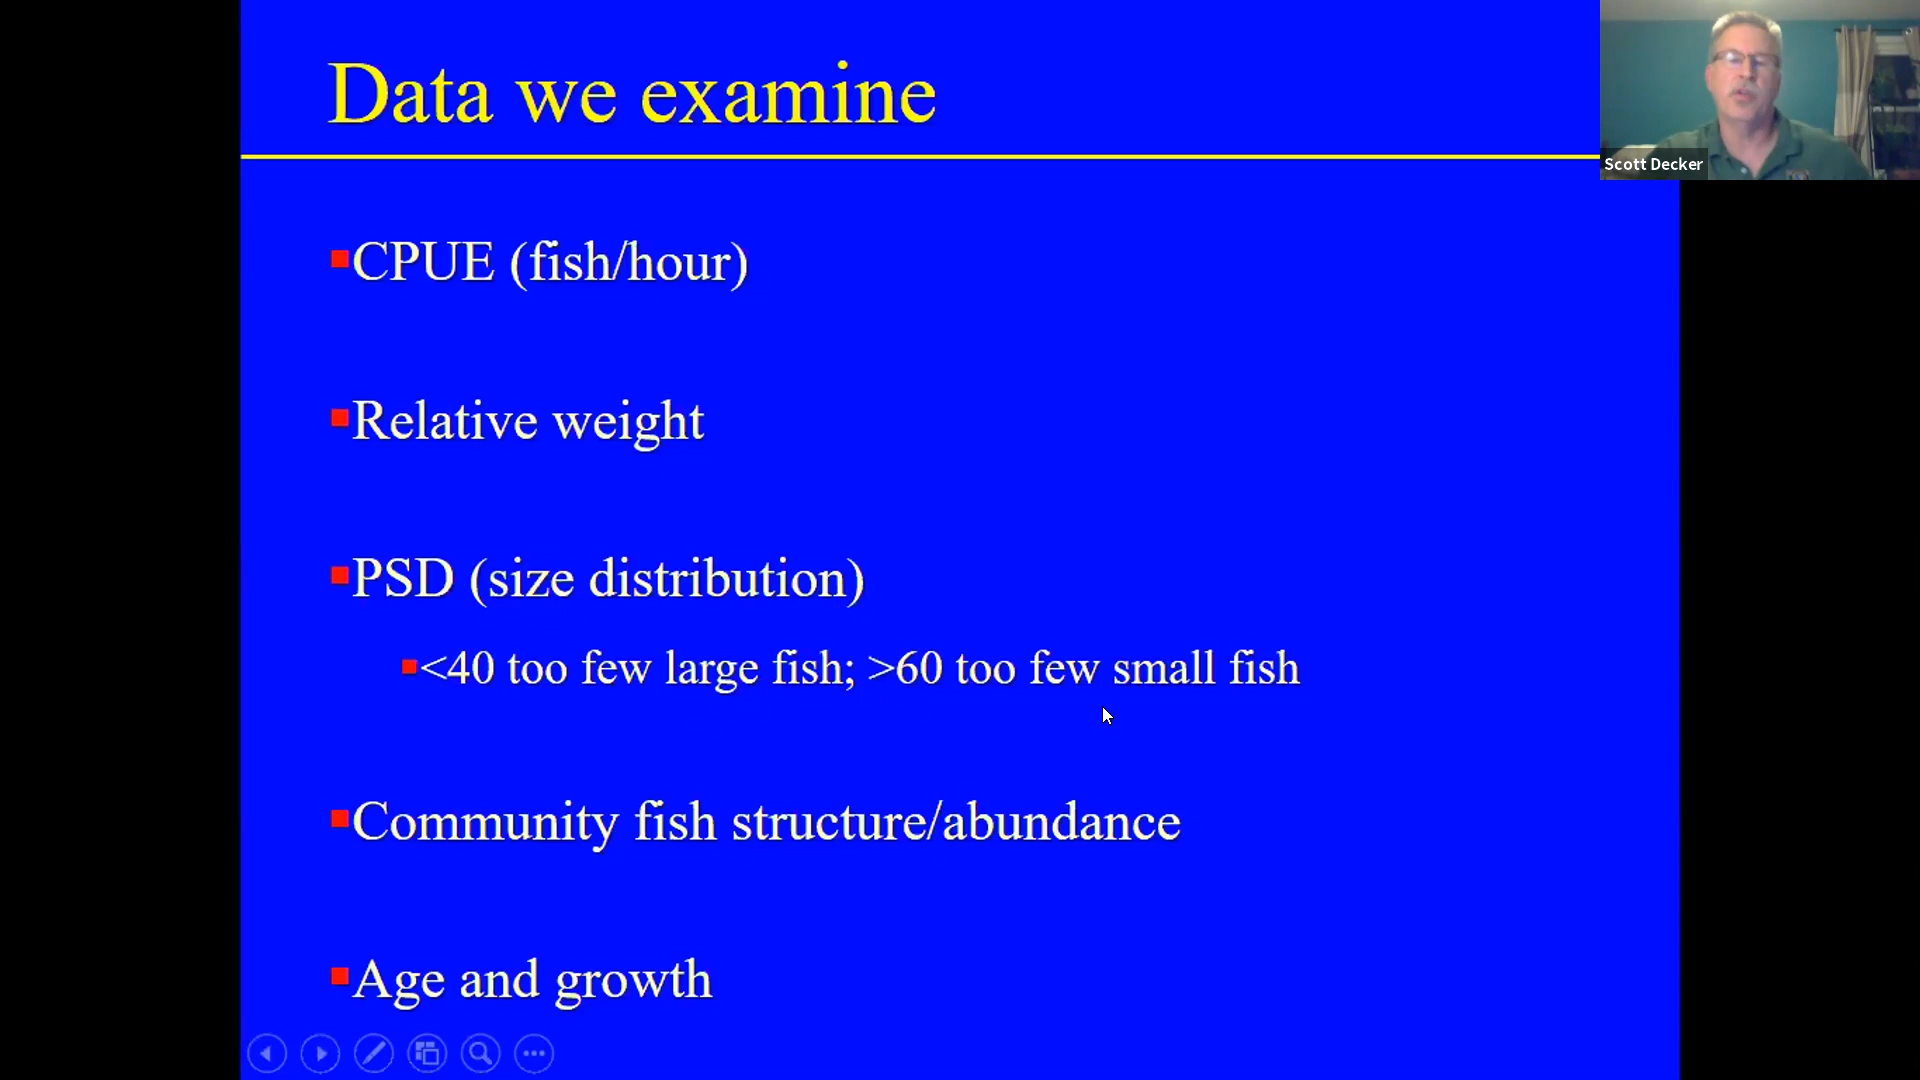 Data we examine
Scott Decker
CPUE (fish/hour)
Relative weight
PSD (size distribution)
<40 too few large fish; >60 too few small fish
Community fish structure/abundance
Age and growth